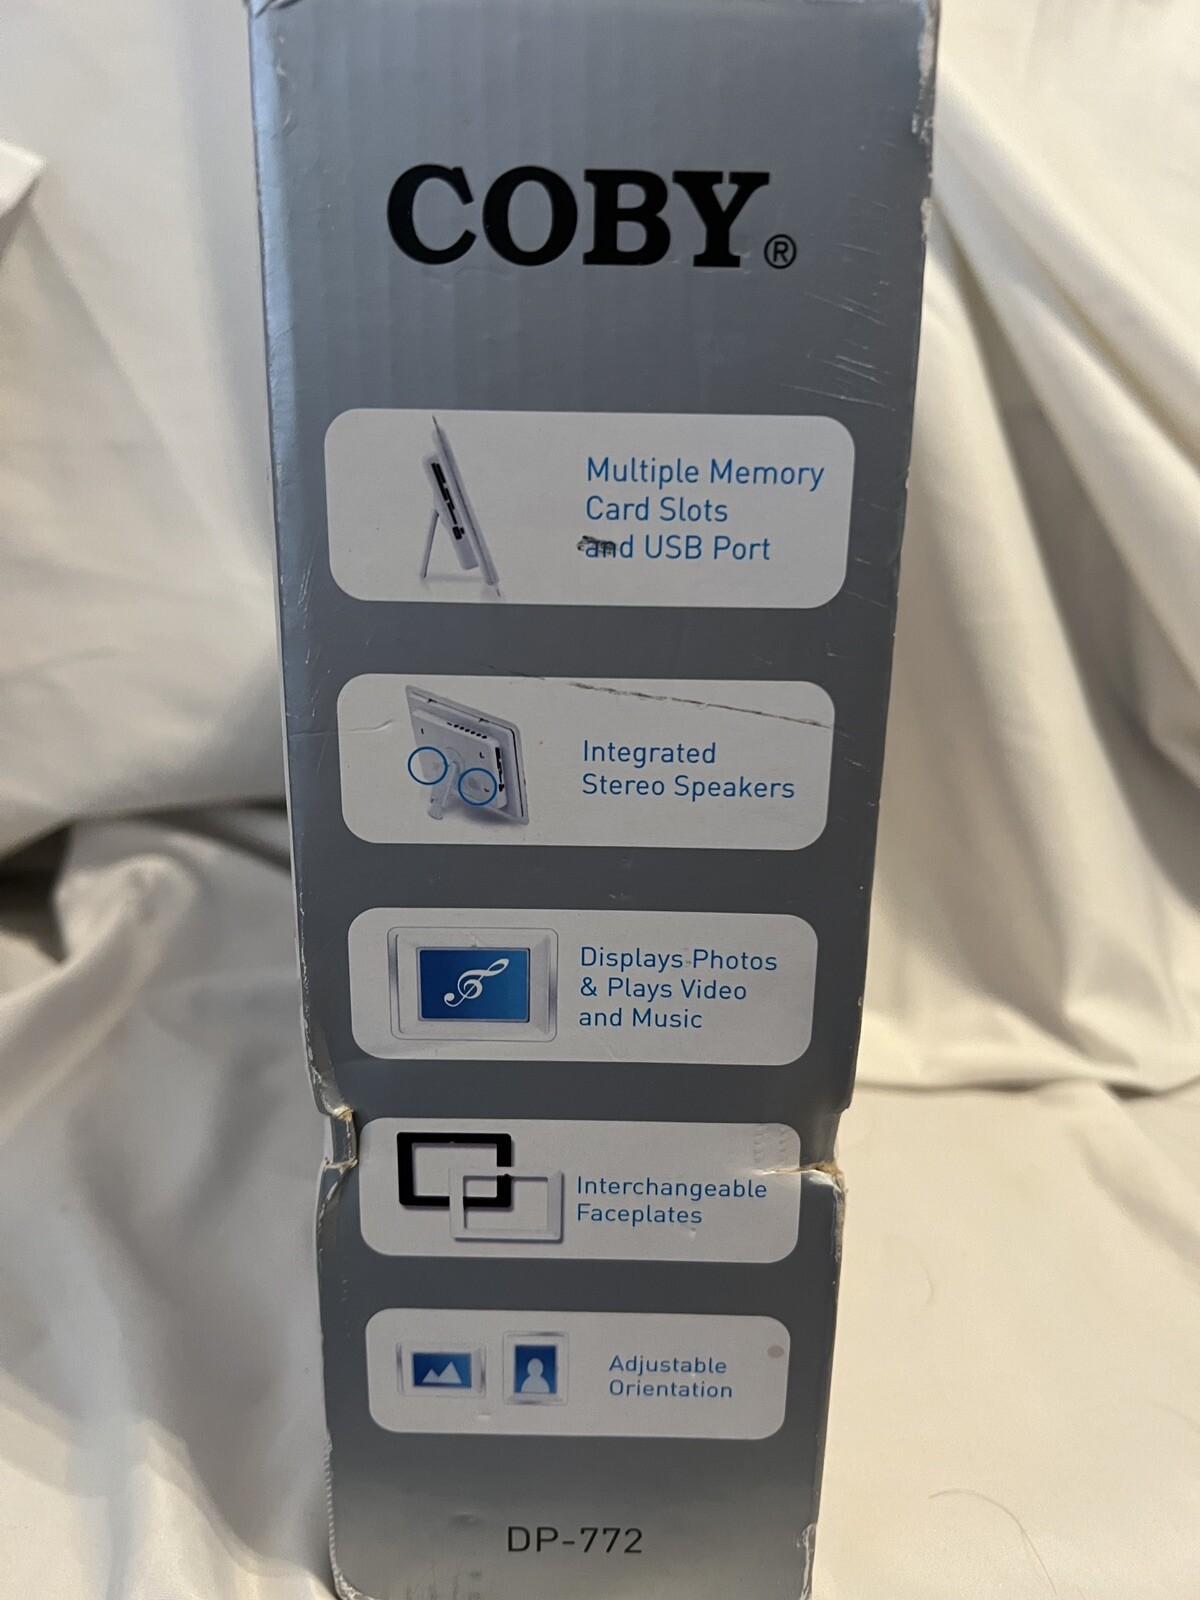 COBY®
Multiple Memory
Card Slots
and USB Port
Integrated
Stereo Speakers
Displays Photos
& Plays Video
and Music
Interchangeable
Faceplates
Adjustable
Orientation
DP-772